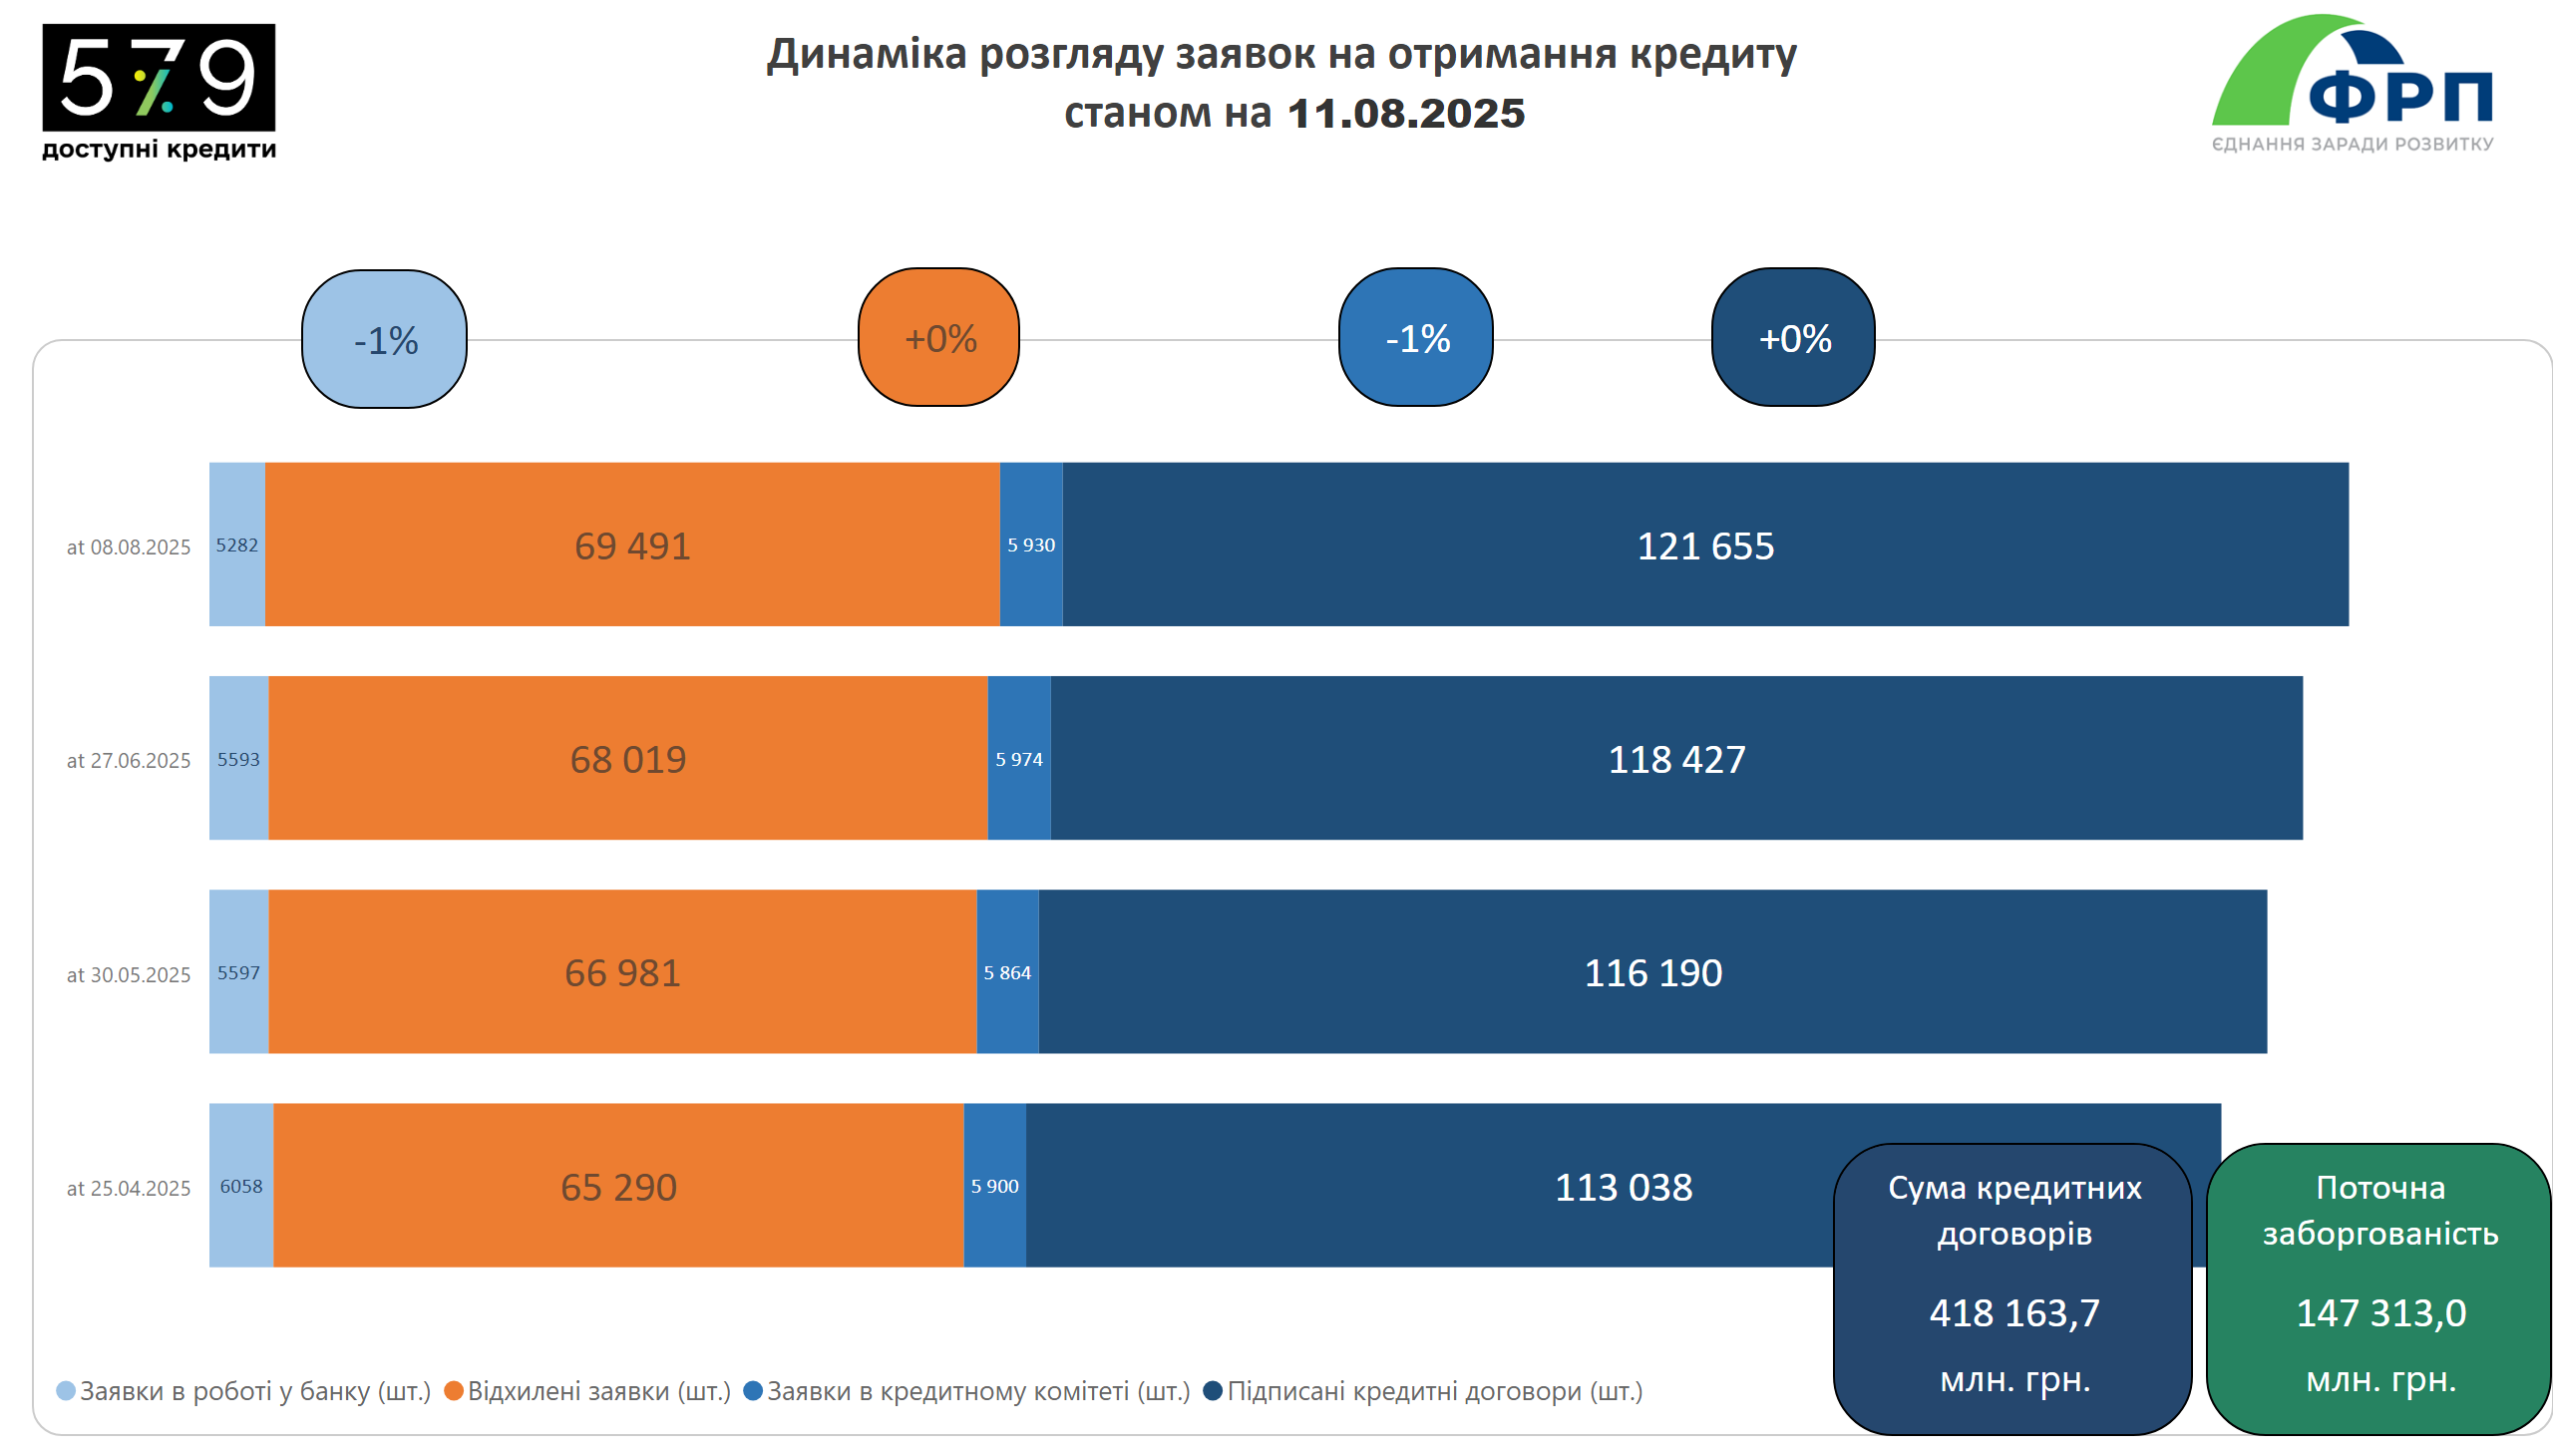 5%9
доступні кредити
Динаміка розгляду заявок на отримання кредиту
станом на 11.08.2025
ФРП
ЄДНАННЯ ЗАРАДИ РОЗВИТКУ
-1% +0% -1% +0%
at 08.08.2025 5282 69 491 5 930 121 655
at 27.06.2025 5593 68 019 5 974 118 427
at 30.05.2025 5597 66 981 5 864 116 190
at 25.04.2025 6058 65 290 5 900 113 038
Сума кредитних
договорів
418 163,7
млн. грн.
Поточна
заборгованість
147 313,0
млн. грн.
Заявки в роботі у банку (шт.) Відхилені заявки (шт.) Заявки в кредитному комітеті (шт.) Підписані кредитні договори (шт.)